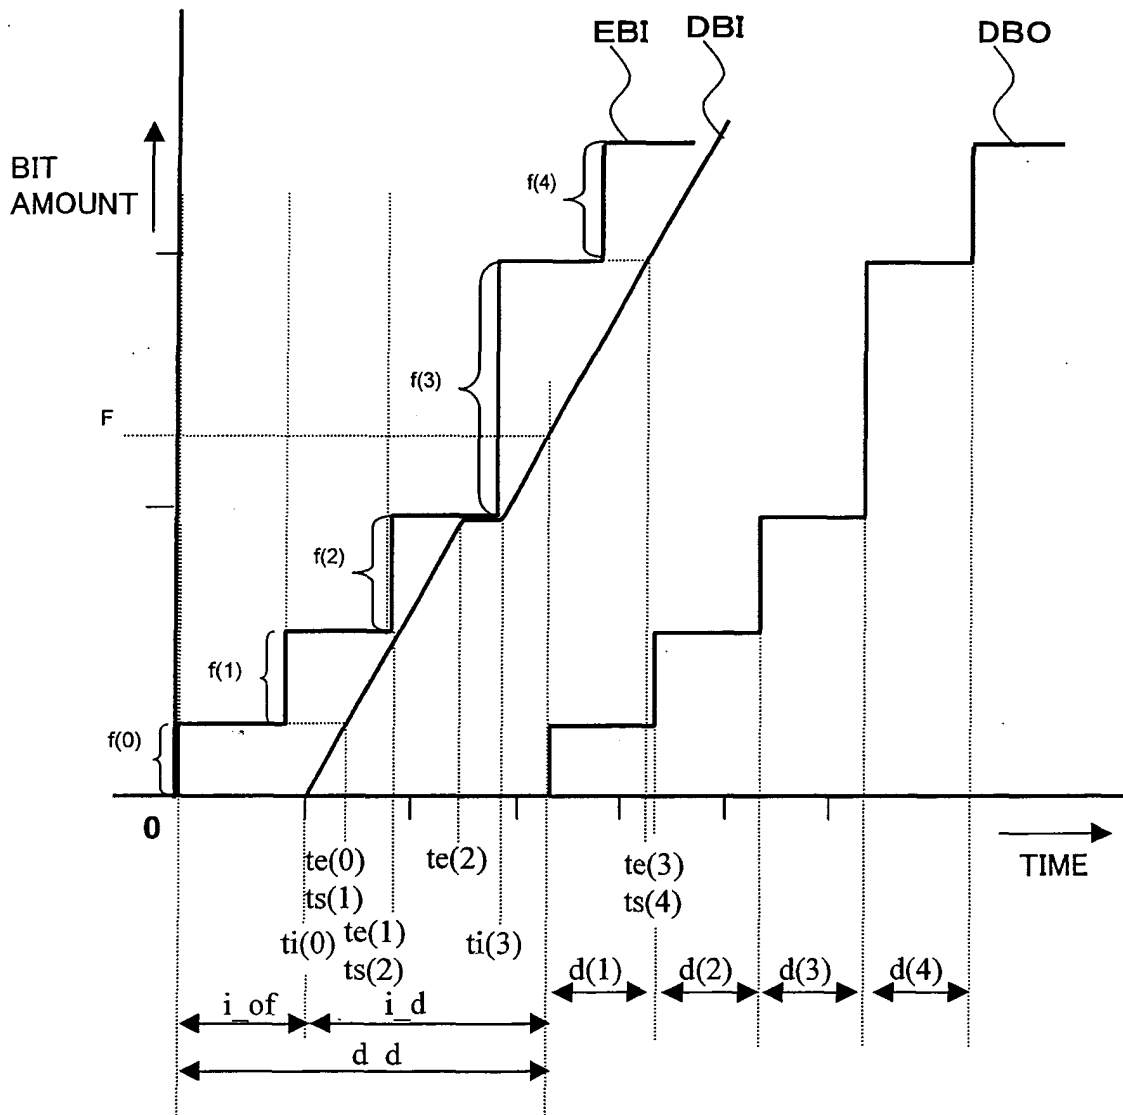 EBI
DBI
DBO
BIT
AMOUNT
f(4)
f(3)
F
f(2)
f(1)
f(0)
0
te(0)
ts(1)
te(2)
te(3)
ts(4)
TIME
ti(0)
te(1)
ts(2)
ti(3)
d(1)
d(2)
d(3)
d(4)
i_of
i_d
d_d